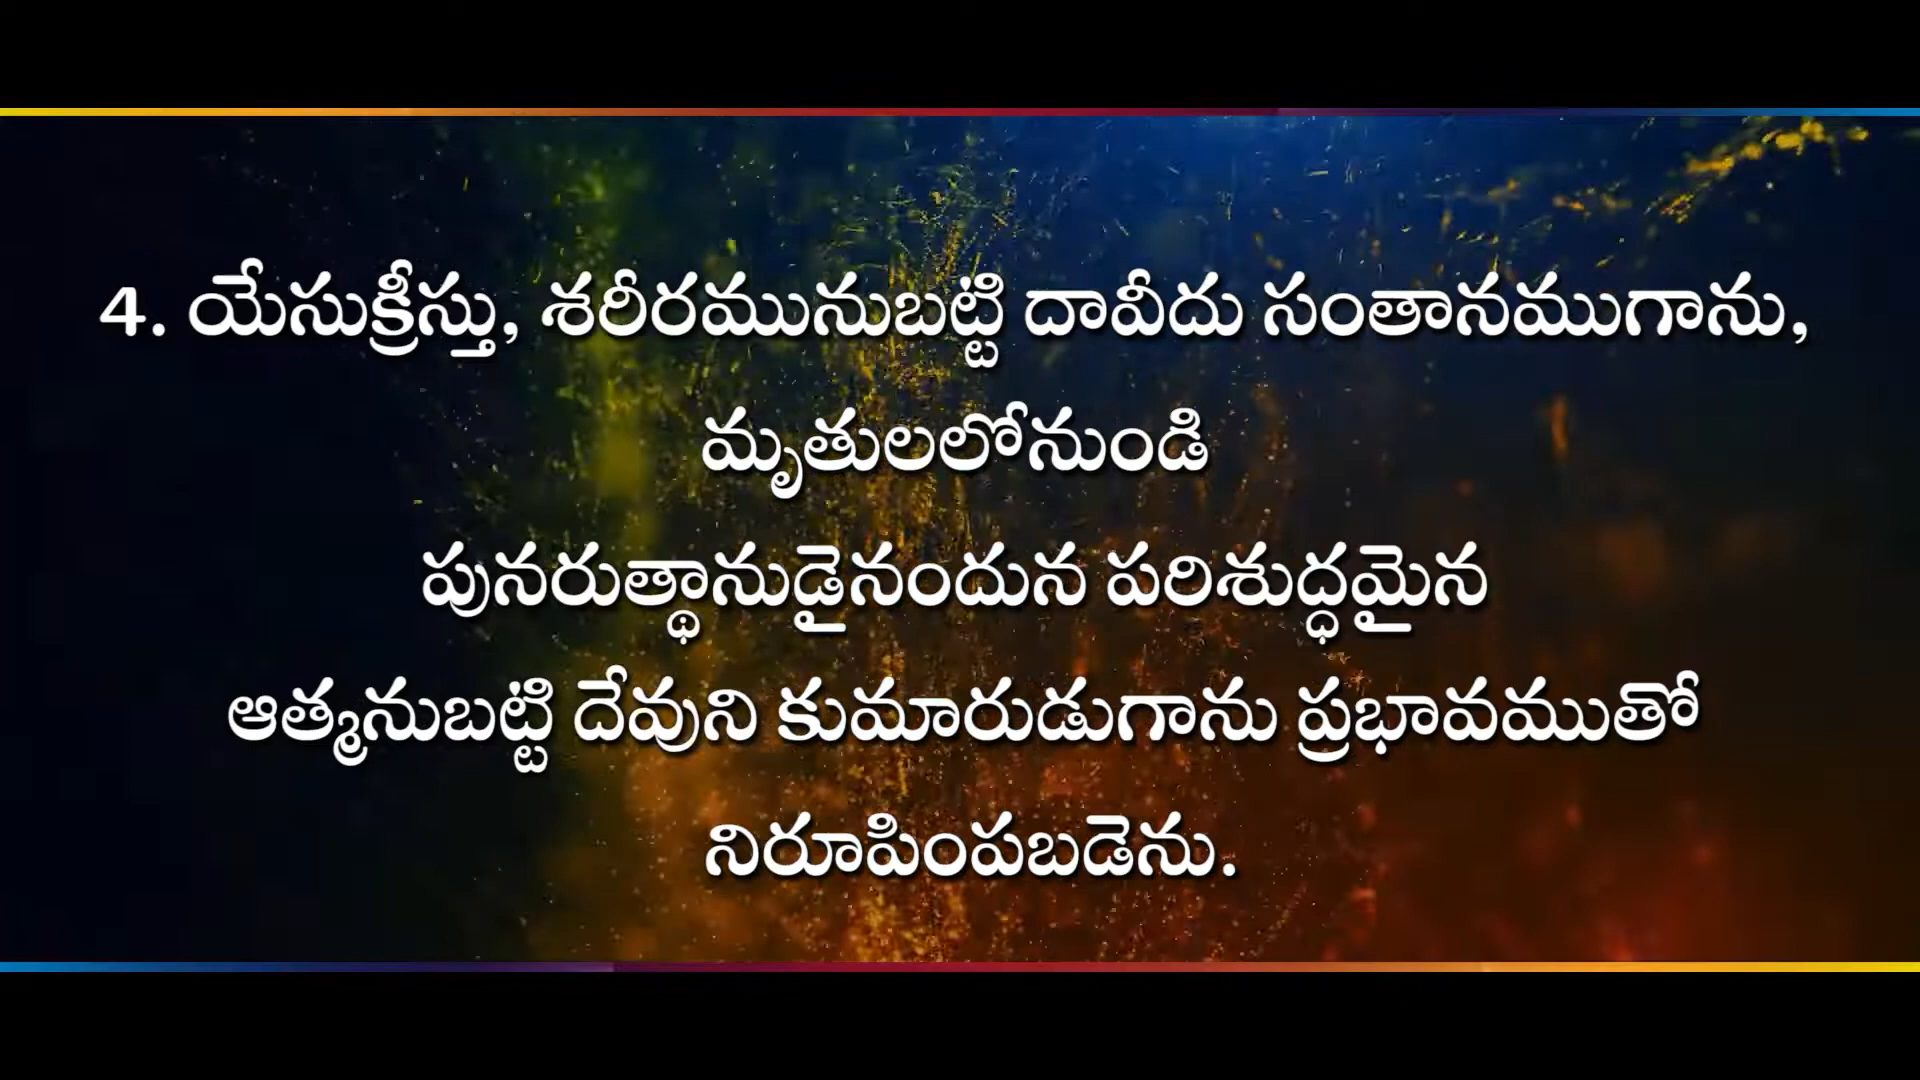 4. యేసుక్రీస్తు, శరీరమునుబట్టి దావీదు సంతానముగాను,
మృతులలోనుండి
పునరుత్థానుడైనందున పరిశుద్ధమైన
ఆత్మనుబట్టి దేవుని కుమారుడుగాను ప్రభావముతో
నిరూపింపబడెను.